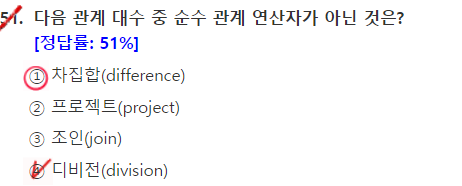 51. 다음 관계 대수 중 순수 관계 연산자가 아닌 것은?
[정답률: 51%]
① 차집합(difference)
② 프로젝트(project)
③ 조인(join)
④ 디비전(division)